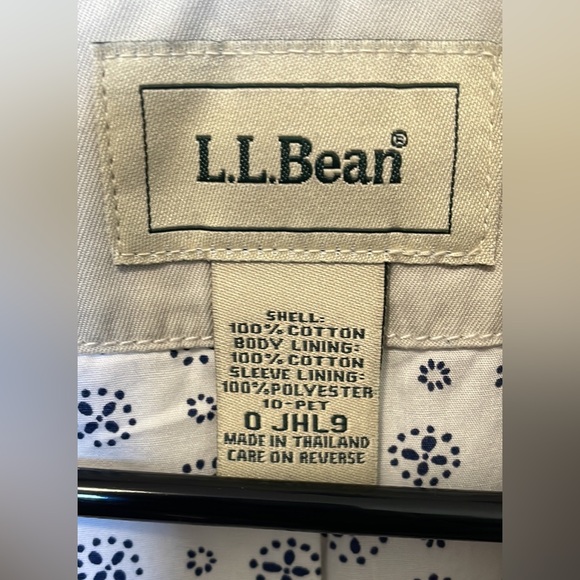 L.L.Bean®
SHELL:
100% COTTON
BODY LINING:
100% COTTON
SLEEVE LINING:
100%POLYESTER
10-PET
0 JHL9
MADE IN THAILAND
CARE ON REVERSE